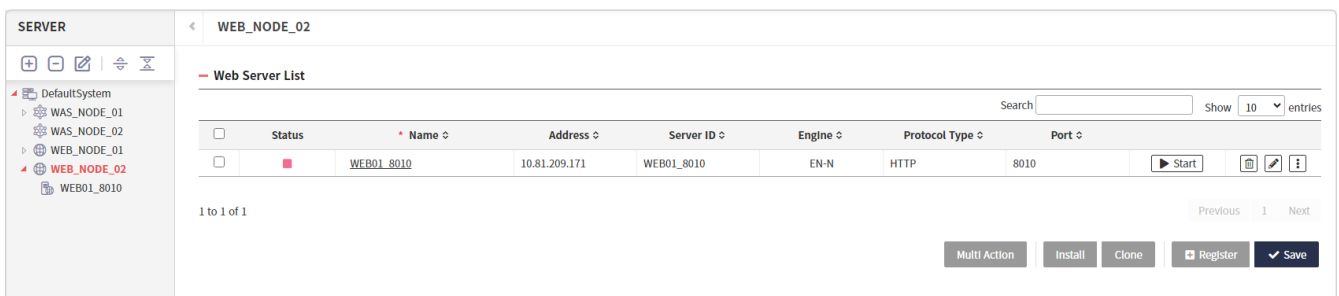 SERVER
WEB_NODE_02
DefaultSystem
WAS_NODE_01
WAS_NODE_02
WEB_NODE_01
WEB_NODE_02
WEB01_8010
Web Server List
Search Show 10 entries
Status * Name Address Server ID Engine Protocol Type Port
WEB01_8010 10.81.209.171 WEB01_8010 EN-N HTTP 8010 Start
1 to 1 of 1
Previous 1 Next
Multi Action Install Clone Register Save